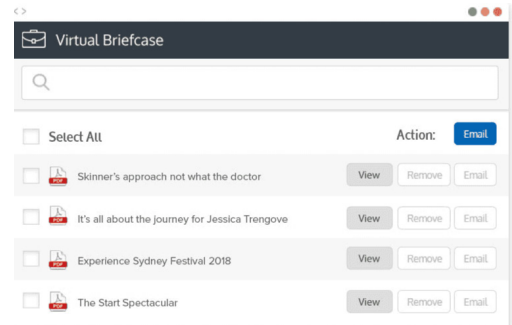 Virtual Briefcase
Select All Action: Email
PDF Skinner's approach not what the doctor View Remove Email
PDF It's all about the journey for Jessica Trengove View Remove Email
PDF Experience Sydney Festival 2018 View Remove Email
PDF The Start Spectacular View Remove Email